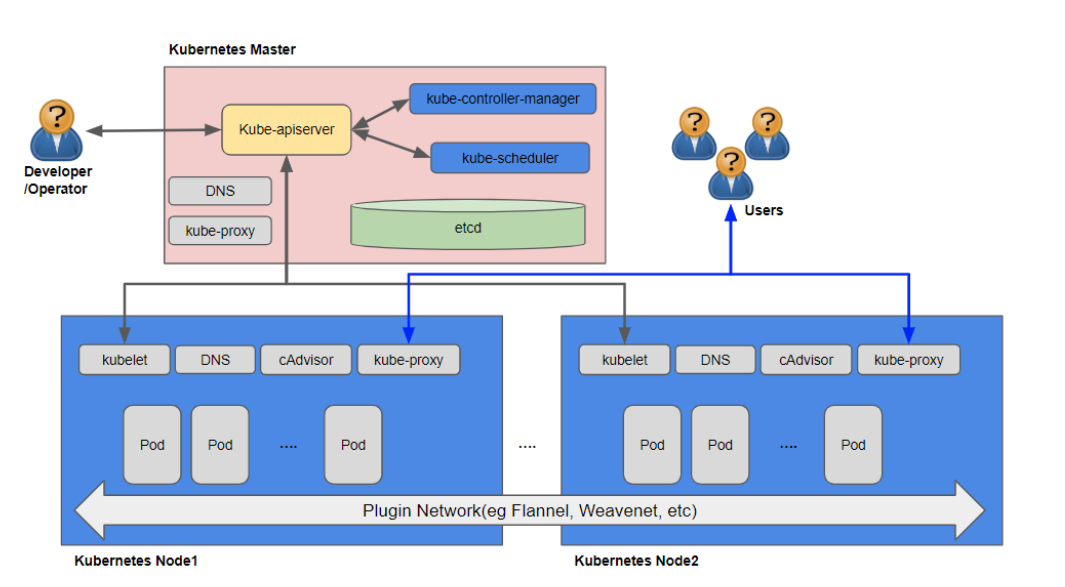 Kubernetes Master
kube-controller-manager
Kube-apiserver
kube-scheduler
Developer
/Operator
DNS
kube-proxy
etcd
?
?
?
?
Users
kubelet
DNS
cAdvisor
kube-proxy
kubelet
DNS
cAdvisor
kube-proxy
Pod
Pod
....
Pod
....
Pod
Pod
....
Pod
Plugin Network(eg Flannel, Weavenet, etc)
Kubernetes Node1
Kubernetes Node2